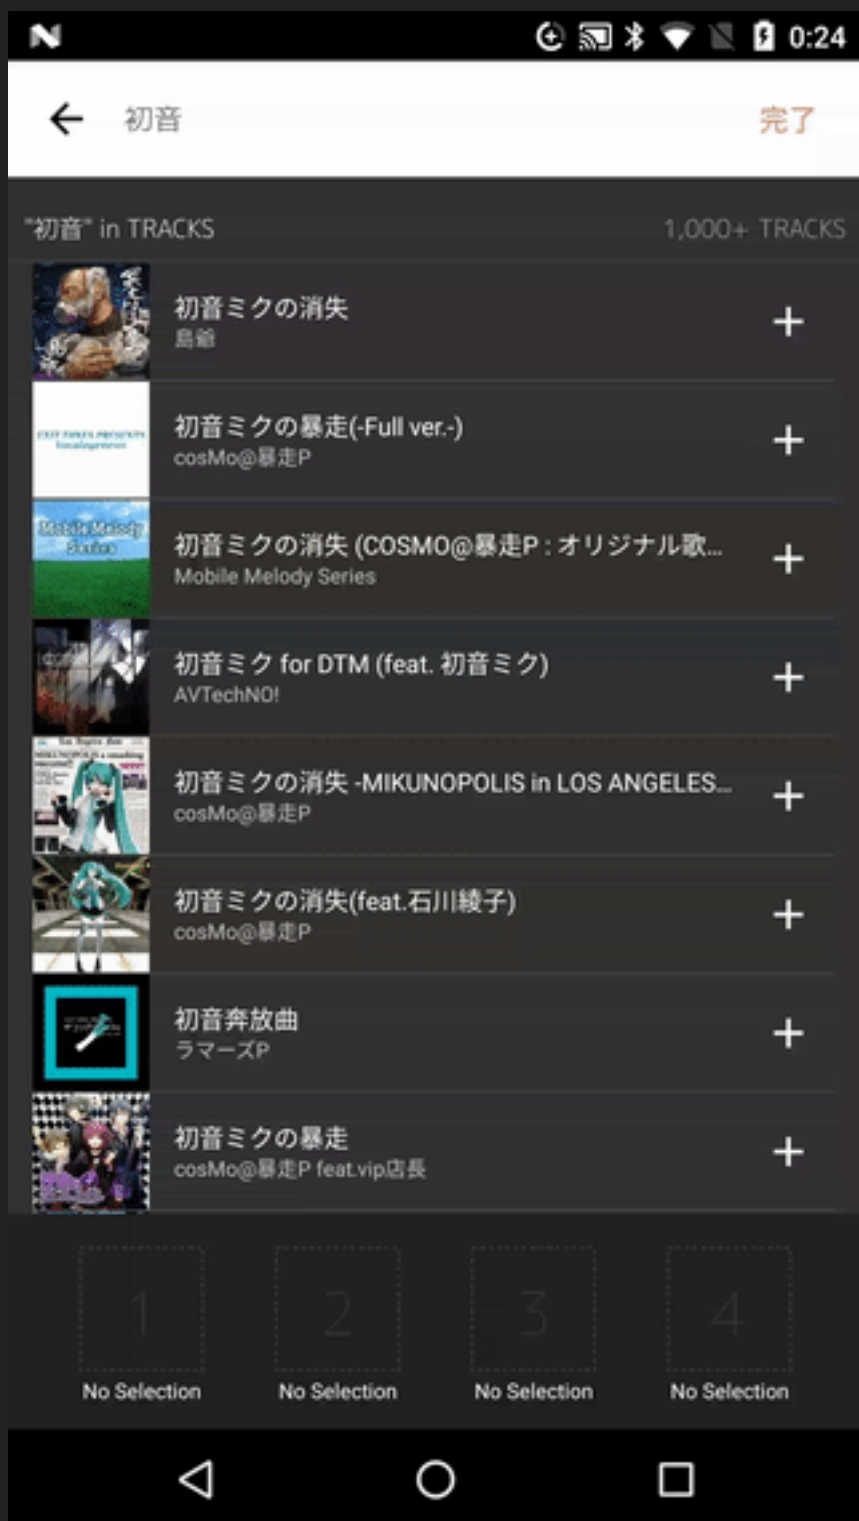 0:24
初音
完了
"初音" in TRACKS
1,000+ TRACKS
初音ミクの消失
島爺
EXIT TUNES PRESENTS
Vocalogenesis
初音ミクの暴走(-Full ver.-)
cosMo@暴走P
Mobile Melody
Series
初音ミクの消失 (COSMO@暴走P : オリジナル歌...
Mobile Melody Series
初音ミク for DTM (feat. 初音ミク)
AVTechNO!
初音ミクの消失 -MIKUNOPOLIS in LOS ANGELES...
cosMo@暴走P
初音ミクの消失(feat.石川綾子)
cosMo@暴走P
初音奔放曲
ラマーズP
初音ミクの暴走
cosMo@暴走P feat.vip店長
1
2
3
4
No Selection
No Selection
No Selection
No Selection